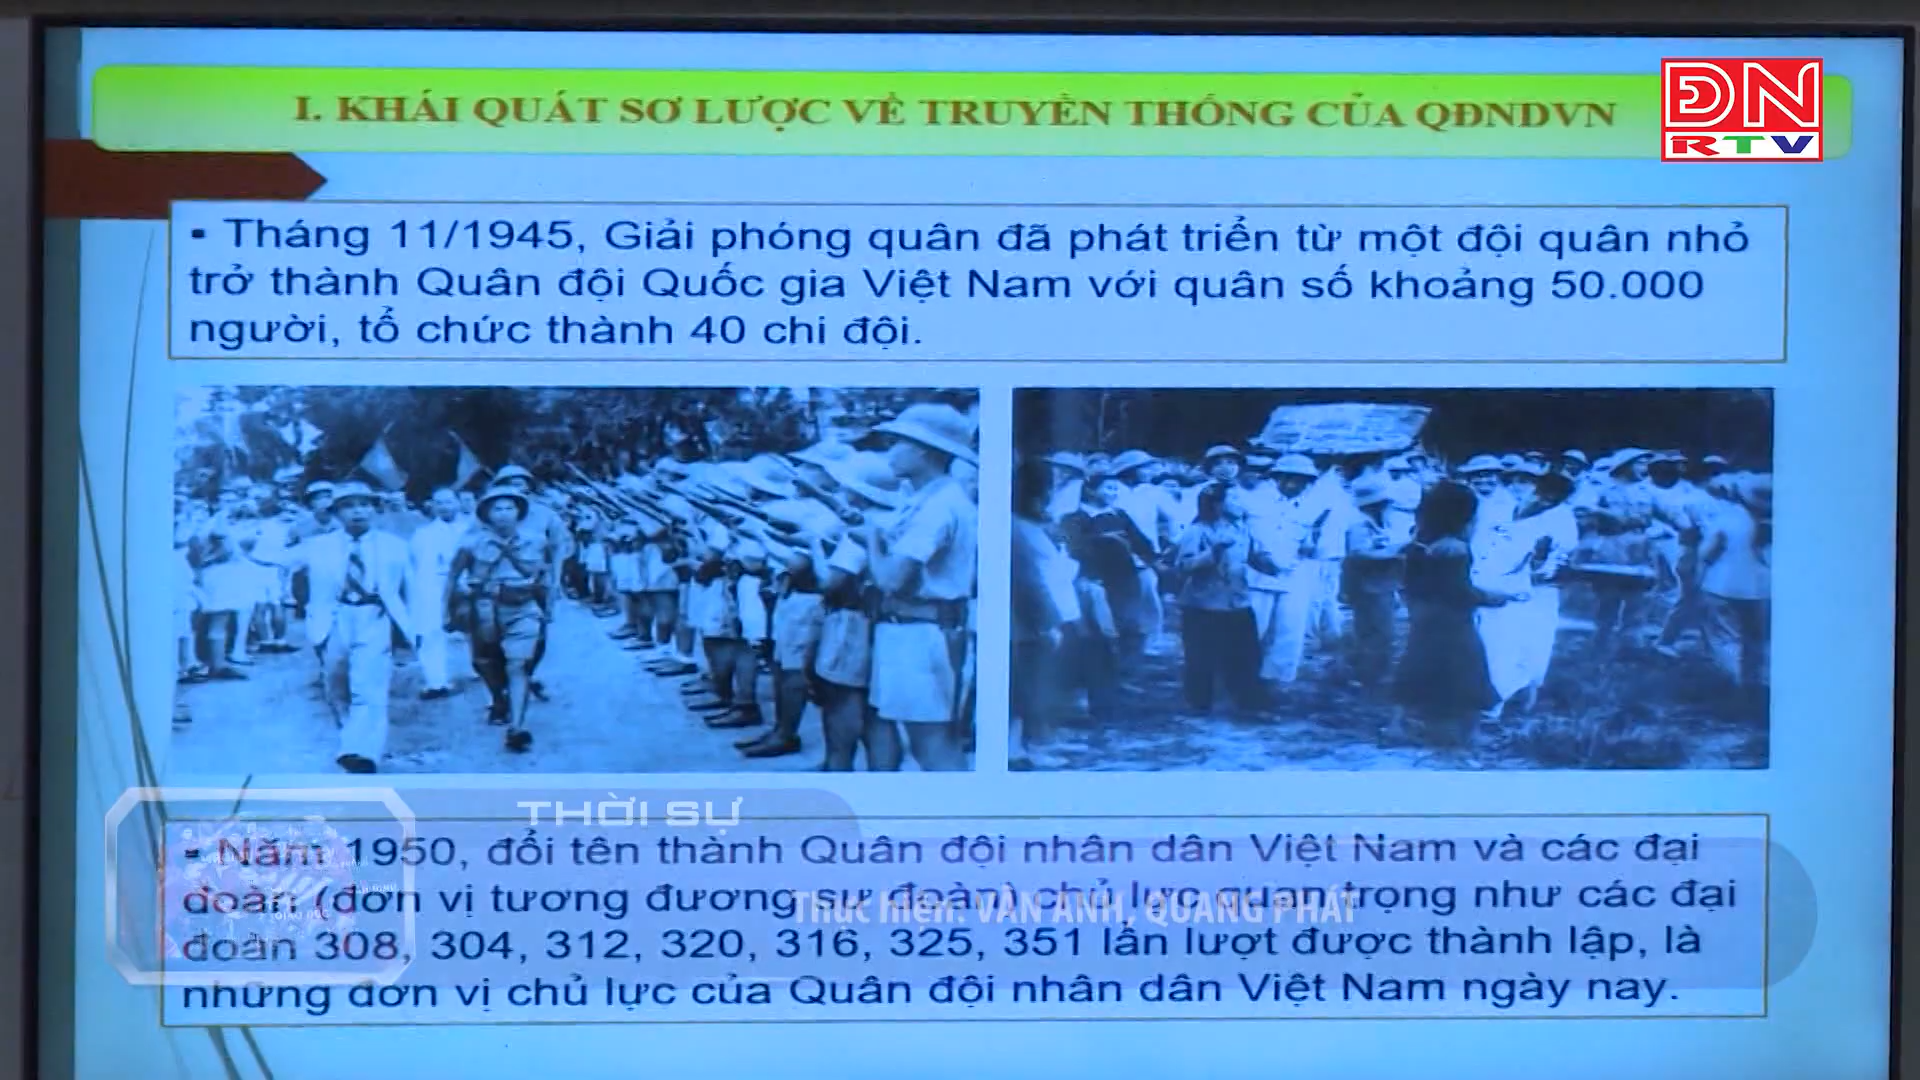 I. KHÁI QUÁT SƠ LƯỢC VỀ TRUYỀN THỐNG CỦA QĐNDVN
ĐN
RTV
▪ Tháng 11/1945, Giải phóng quân đã phát triển từ một đội quân nhỏ
trở thành Quân đội Quốc gia Việt Nam với quân số khoảng 50.000
người, tổ chức thành 40 chi đội.
THỜI SỰ
▪ Năm 1950, đổi tên thành Quân đội nhân dân Việt Nam và các đại
đoàn (đơn vị tương đương sư đoàn) chủ lực quan trọng như các đại
Thực hiện: VÂN ANH, QUANG PHÁT
đoàn 308, 304, 312, 320, 316, 325, 351 lần lượt được thành lập, là
những đơn vị chủ lực của Quân đội nhân dân Việt Nam ngày nay.